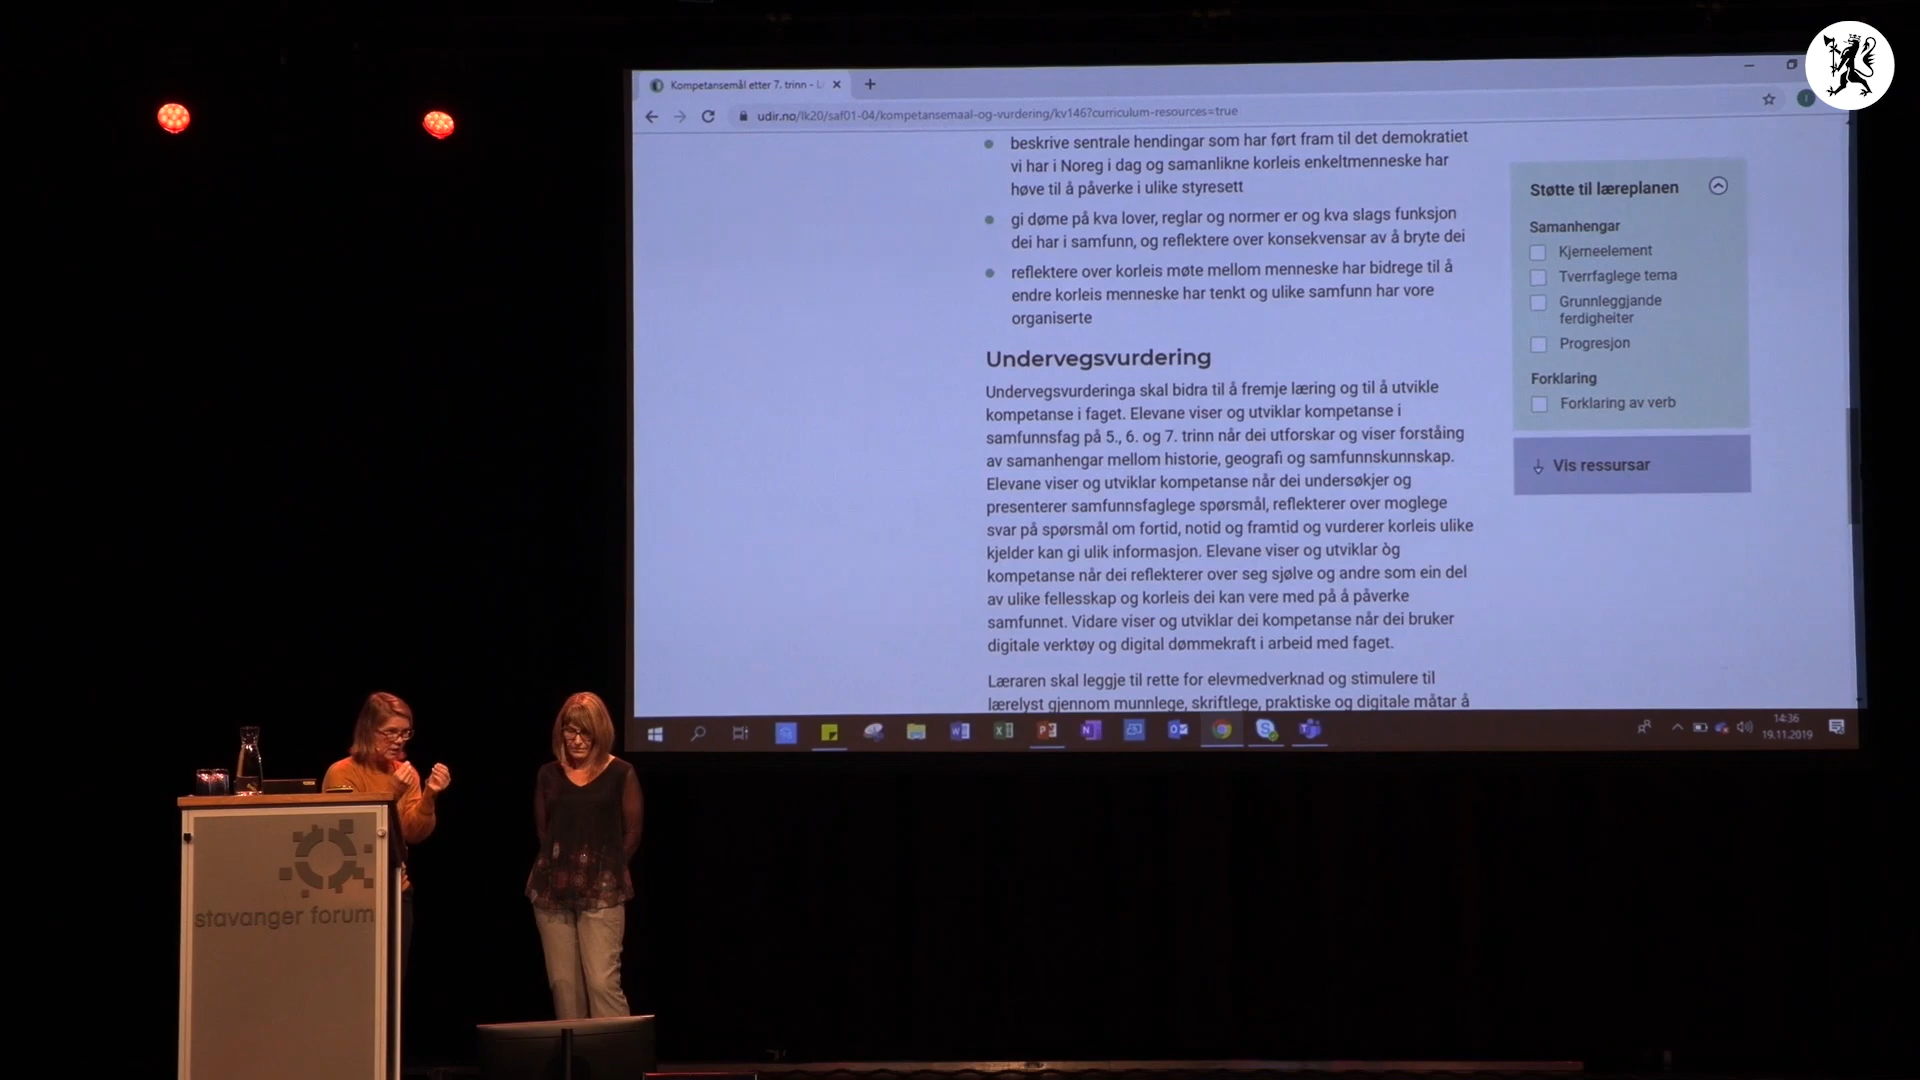 Kompetansemål etter 7. trinn - L
udir.no/lk20/saf01-04/kompetansemaal-og-vurdering/kv146?curriculum-resources=true
beskrive sentrale hendingar som har ført fram til det demokratiet
vi har i Noreg i dag og samanlikne korleis enkeltmenneske har
høve til å påverke i ulike styresett
gi døme på kva lover, reglar og normer er og kva slags funksjon
dei har i samfunn, og reflektere over konsekvensar av å bryte dei
reflektere over korleis møte mellom menneske har bidrege til å
endre korleis menneske har tenkt og ulike samfunn har vore
organiserte
Undervegsvurdering
Undervegsvurderinga skal bidra til å fremje læring og til å utvikle
kompetanse i faget. Elevane viser og utviklar kompetanse i
samfunnsfag på 5., 6. og 7. trinn når dei utforskar og viser forståing
av samanhengar mellom historie, geografi og samfunnskunnskap.
Elevane viser og utviklar kompetanse når dei undersøkjer og
presenterer samfunnsfaglege spørsmål, reflekterer over moglege
svar på spørsmål om fortid, notid og framtid og vurderer korleis ulike
kjelder kan gi ulik informasjon. Elevane viser og utviklar òg
kompetanse når dei reflekterer over seg sjølve og andre som ein del
av ulike fellesskap og korleis dei kan vere med på å påverke
samfunnet. Vidare viser og utviklar dei kompetanse når dei bruker
digitale verktøy og digital dømmekraft i arbeid med faget.
Læraren skal leggje til rette for elevmedverknad og stimulere til
lærelyst gjennom munnlege, skriftlege, praktiske og digitale måtar å
Støtte til læreplanen
Samanhengar
Kjerneelement
Tverrfaglege tema
Grunnleggjande
ferdigheiter
Progresjon
Forklaring
Forklaring av verb
Vis ressursar
14:36
19.11.2019
stavanger forum